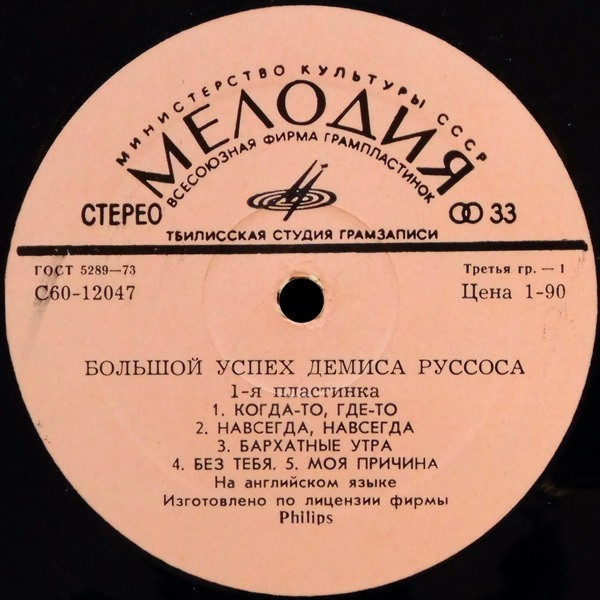 МИНИСТЕРСТВО КУЛЬТУРЫ СССР
МЕЛОДИЯ
ВСЕСОЮЗНАЯ ФИРМА ГРАМПЛАСТИНОК
СТЕРЕО
33
ТБИЛИССКАЯ СТУДИЯ ГРАМЗАПИСИ
ГОСТ 5289—73
Третья гр. — 1
С60-12047
Цена 1-90
БОЛЬШОЙ УСПЕХ ДЕМИСА РУССОСА
1-я пластинка
1. КОГДА-ТО, ГДЕ-ТО
2. НАВСЕГДА, НАВСЕГДА
3. БАРХАТНЫЕ УТРА
4. БЕЗ ТЕБЯ. 5. МОЯ ПРИЧИНА
На английском языке
Изготовлено по лицензии фирмы
Philips